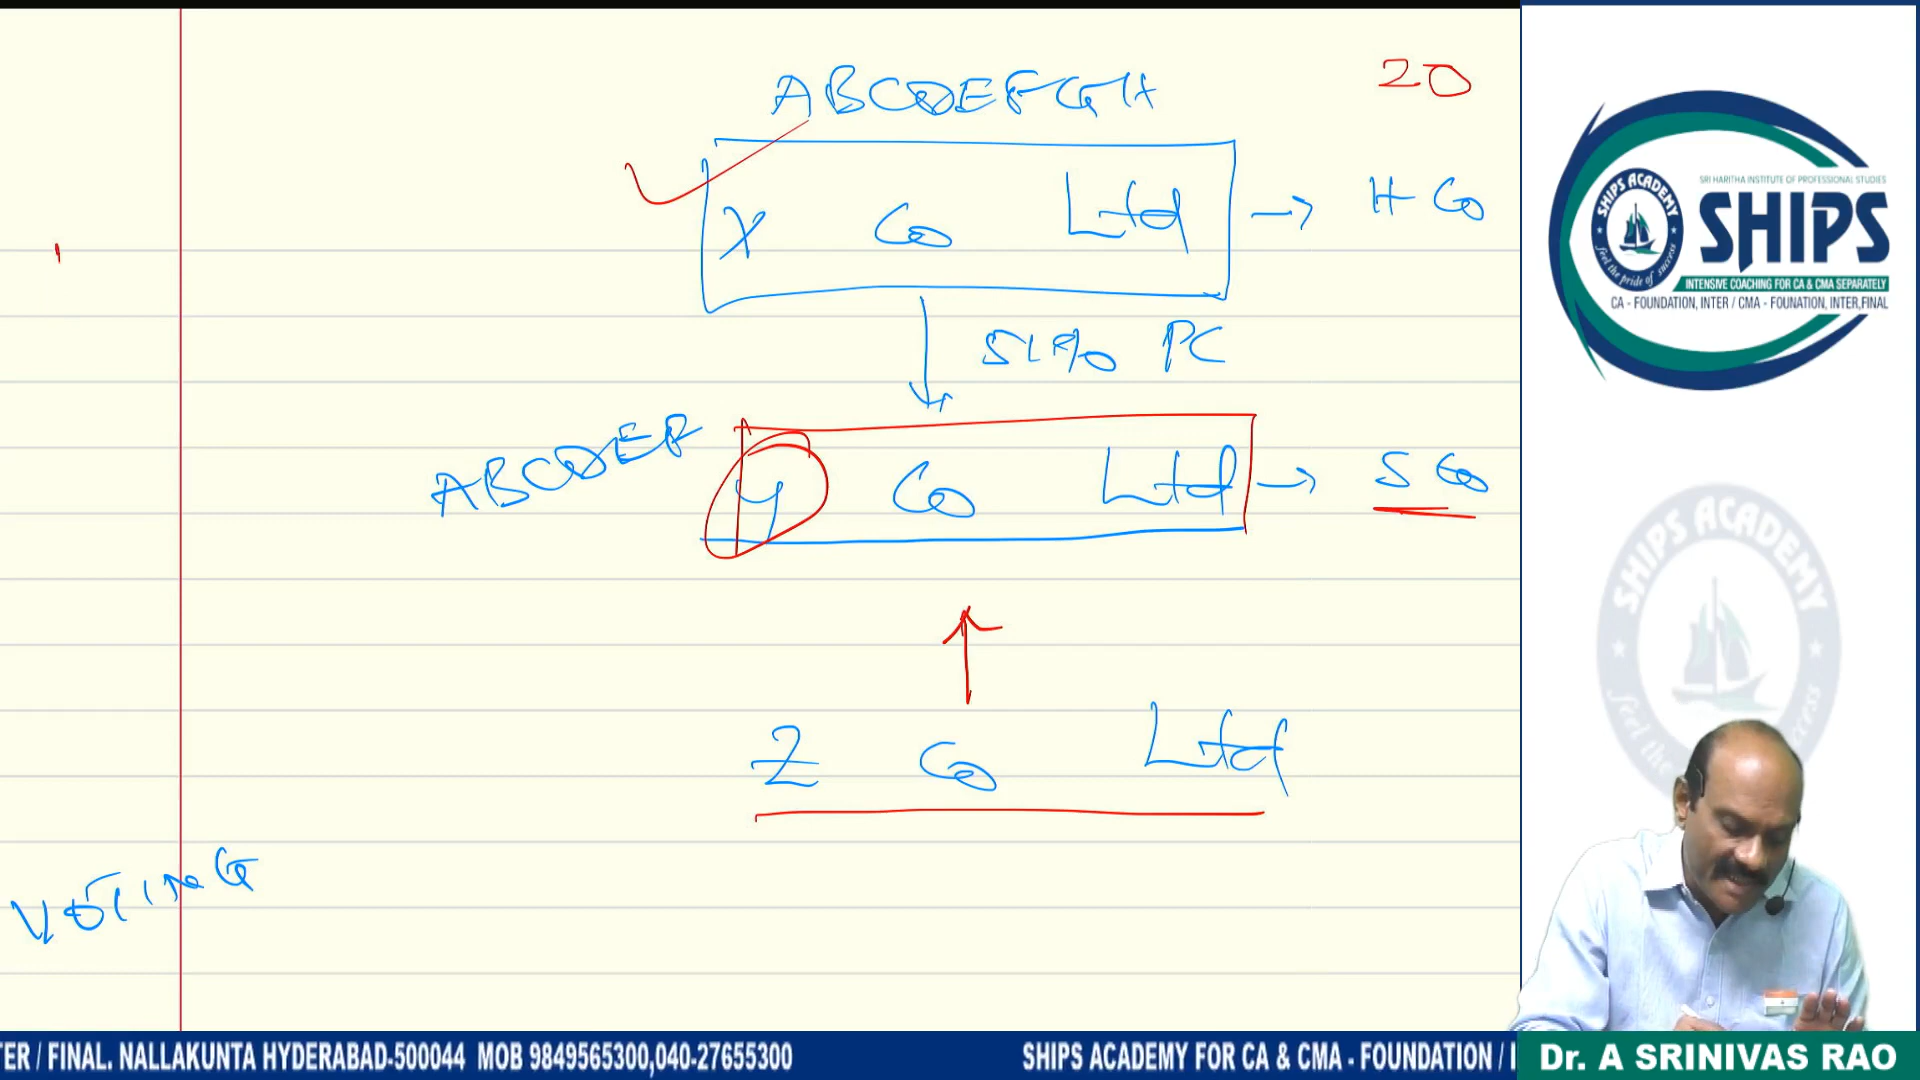 20
ABCDEFGH
X Co Ltd → H Co
51% PC
ABCDEF
Y Co Ltd → S Co
Z Co Ltd
VOTING
SRI HARITHA INSTITUTE OF PROFESSIONAL STUDIES
SHIPS ACADEMY
feel the pride of success
SHIPS
INTENSIVE COACHING FOR CA & CMA SEPARATELY
CA - FOUNDATION, INTER / CMA - FOUNATION, INTER,FINAL
SHIPS ACADEMY
TER / FINAL. NALLAKUNTA HYDERABAD-500044 MOB 9849565300,040-27655300
SHIPS ACADEMY FOR CA & CMA - FOUNDATION / I
Dr. A SRINIVAS RAO